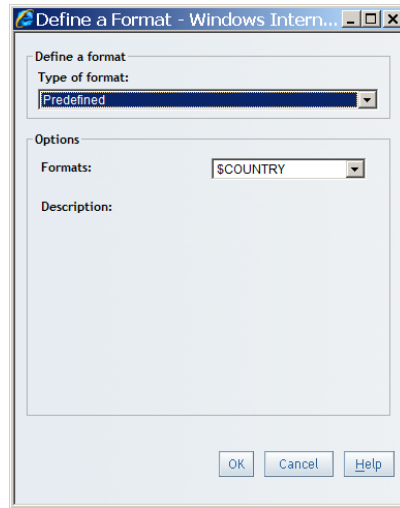 Define a Format - Windows Intern...
Define a format
Type of format:
Predefined
Options
Formats: $COUNTRY
Description:
OK Cancel Help